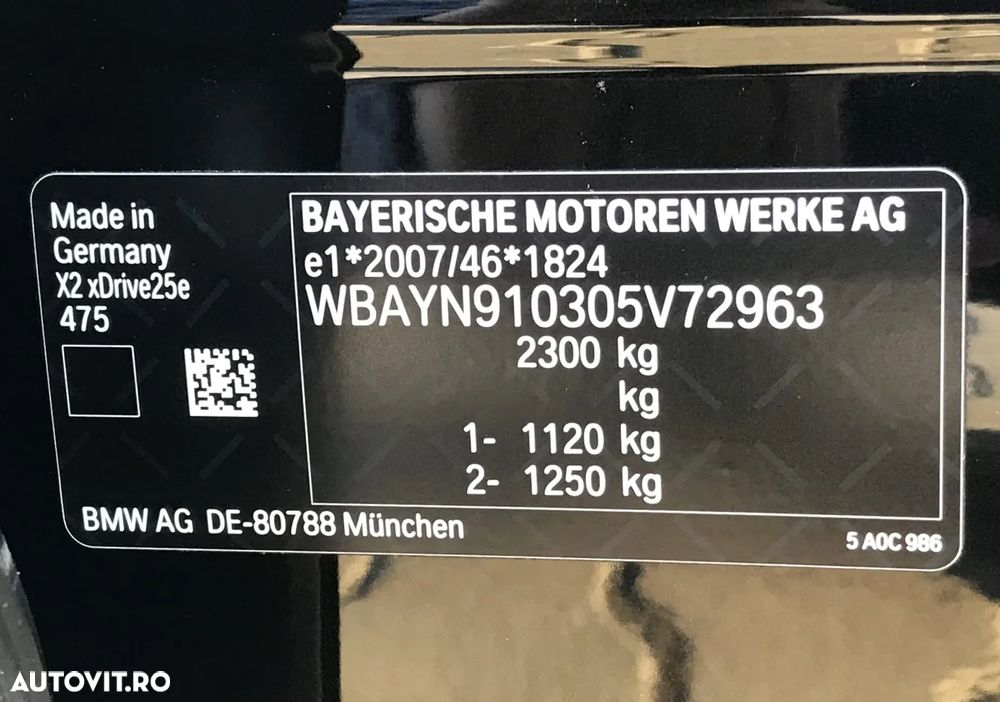 Made in
Germany
X2 xDrive25e
475
BAYERISCHE MOTOREN WERKE AG
e1*2007/46*1824
WBAYN910305V72963
2300 kg
kg
1- 1120 kg
2- 1250 kg
BMW AG DE-80788 München
5 A0C 986
AUTOVIT.RO